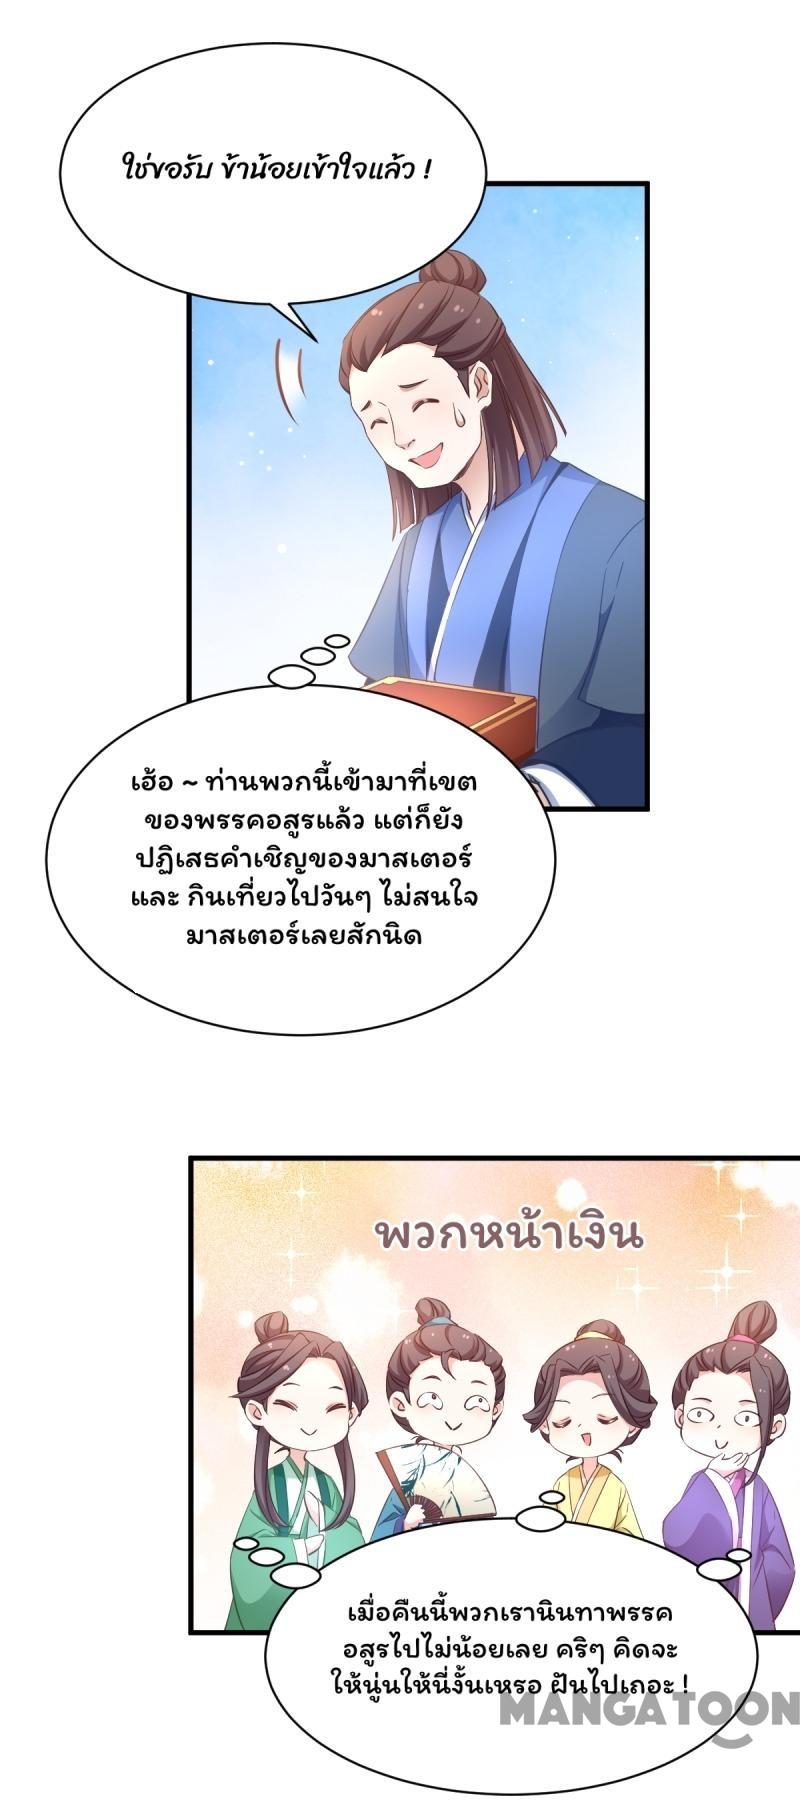 ใช่ขอรับ ข้าน้อยเข้าใจแล้ว !
เฮ้อ ~ ท่านพวกนี้เข้ามาที่เขต
ของพรรคอสูรแล้ว แต่ก็ยัง
ปฏิเสธคำเชิญของมาสเตอร์
และ กินเที่ยวไปวันๆ ไม่สนใจ
มาสเตอร์เลยสักนิด
พวกหน้าเงิน
เมื่อคืนนี้พวกเรานินทาพรรค
อสูรไปไม่น้อยเลย คริๆ คิดจะ
ให้นู่นให้นี่งั้นเหรอ ฝันไปเถอะ !
MANGATOON